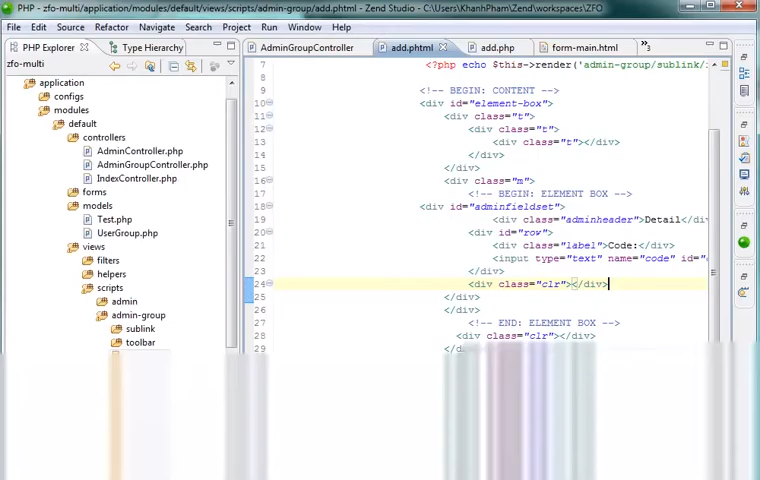 PHP - zfo-multi/application/modules/default/views/scripts/admin-group/add.phtml - Zend Studio - C:\Users\KhanhPham\Zend\workspaces\ZFO
File Edit Source Refactor Navigate Search Project Run Window Help
PHP Explorer Type Hierarchy
zfo-multi
application
configs
modules
default
controllers
AdminController.php
AdminGroupController.php
IndexController.php
forms
models
Test.php
UserGroup.php
views
filters
helpers
scripts
admin
admin-group
sublink
toolbar
AdminGroupController add.phtml add.php form-main.html »3
7 <?php echo $this->render('admin-group/sublink/
8
9 <!-- BEGIN: CONTENT -->
10 <div id="element-box">
11 <div class="t">
12 <div class="t">
13 <div class="t"></div>
14 </div>
15 </div>
16 <div class="m">
17 <!-- BEGIN: ELEMENT BOX -->
18 <div id="adminfieldset">
19 <div class="adminheader">Detail</div>
20 <div id="row">
21 <div class="label">Code:</div>
22 <input type="text" name="code" id="
23 </div>
24 <div class="clr"></div>
25 </div>
26 </div>
27 <!-- END: ELEMENT BOX -->
28 <div class="clr"></div>
29